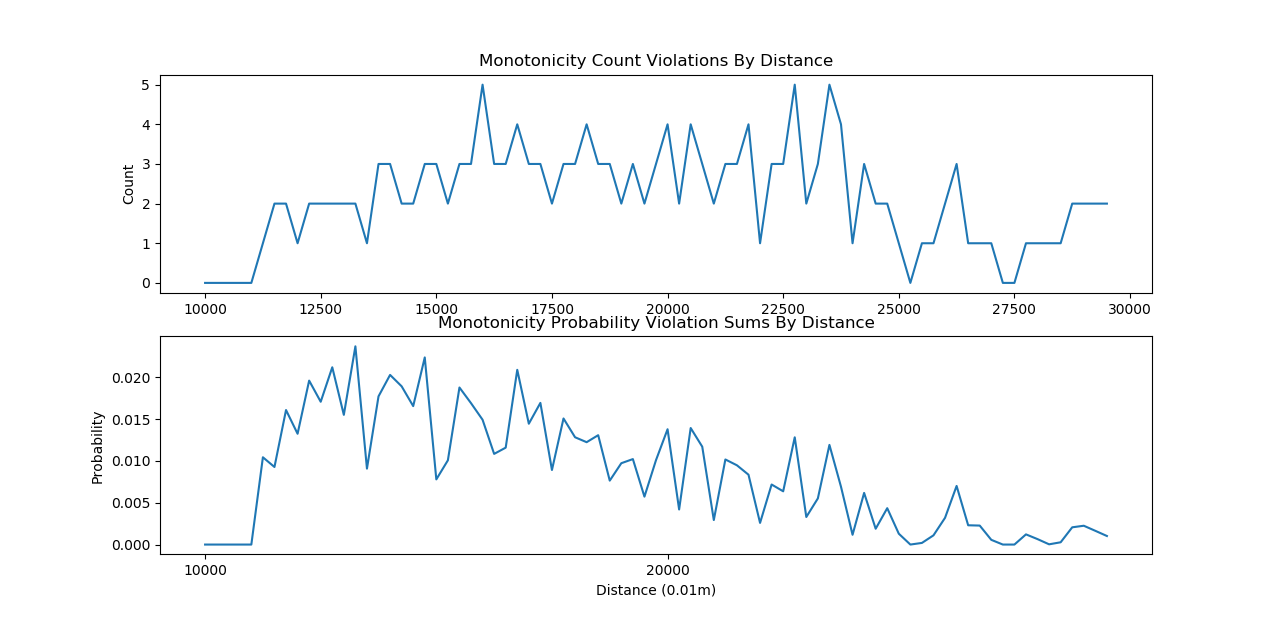 Monotonicity Count Violations By Distance
5
4
3
2
1
0
Count
10000 12500 15000 17500 20000 22500 25000 27500 30000
Monotonicity Probability Violation Sums By Distance
0.020
0.015
0.010
0.005
0.000
Probability
10000 20000
Distance (0.01m)